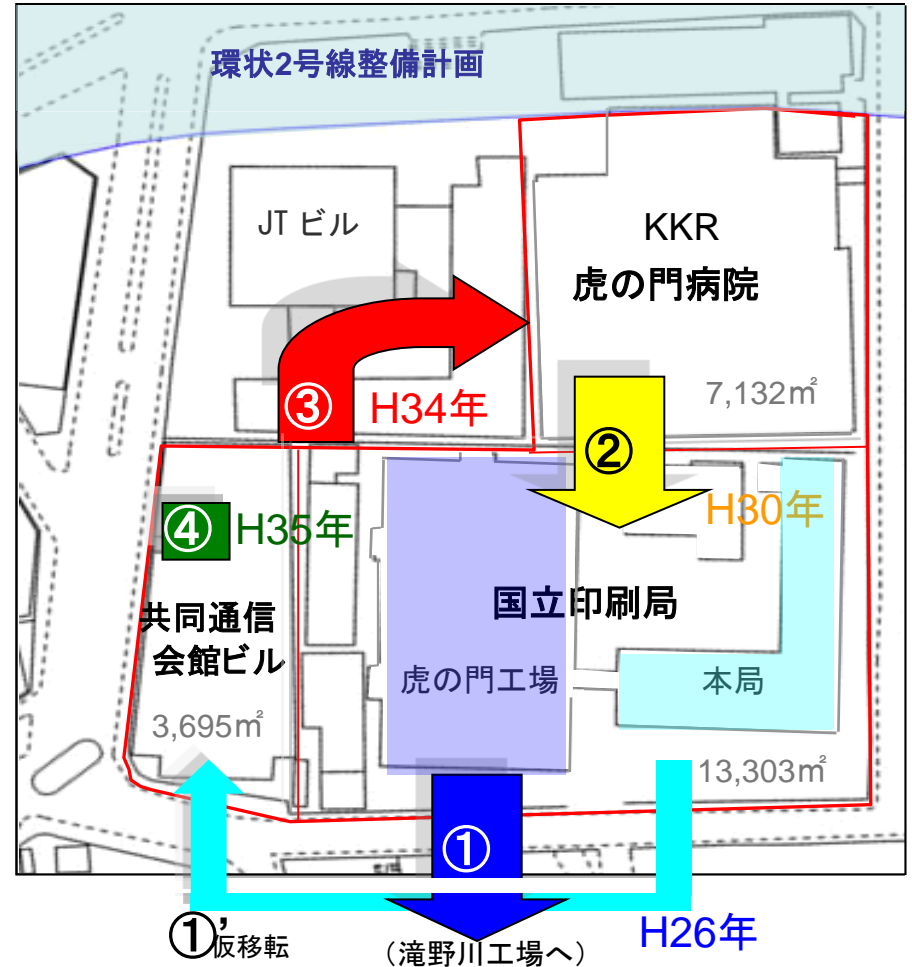 環状2号線整備計画
JT ビル
KKR
虎の門病院
7,132㎡
③
H34年
②
H30年
④
H35年
共同通信
会館ビル
3,695㎡
国立印刷局
虎の門工場
本局
13,303㎡
①
①’仮移転
（滝野川工場へ）
H26年